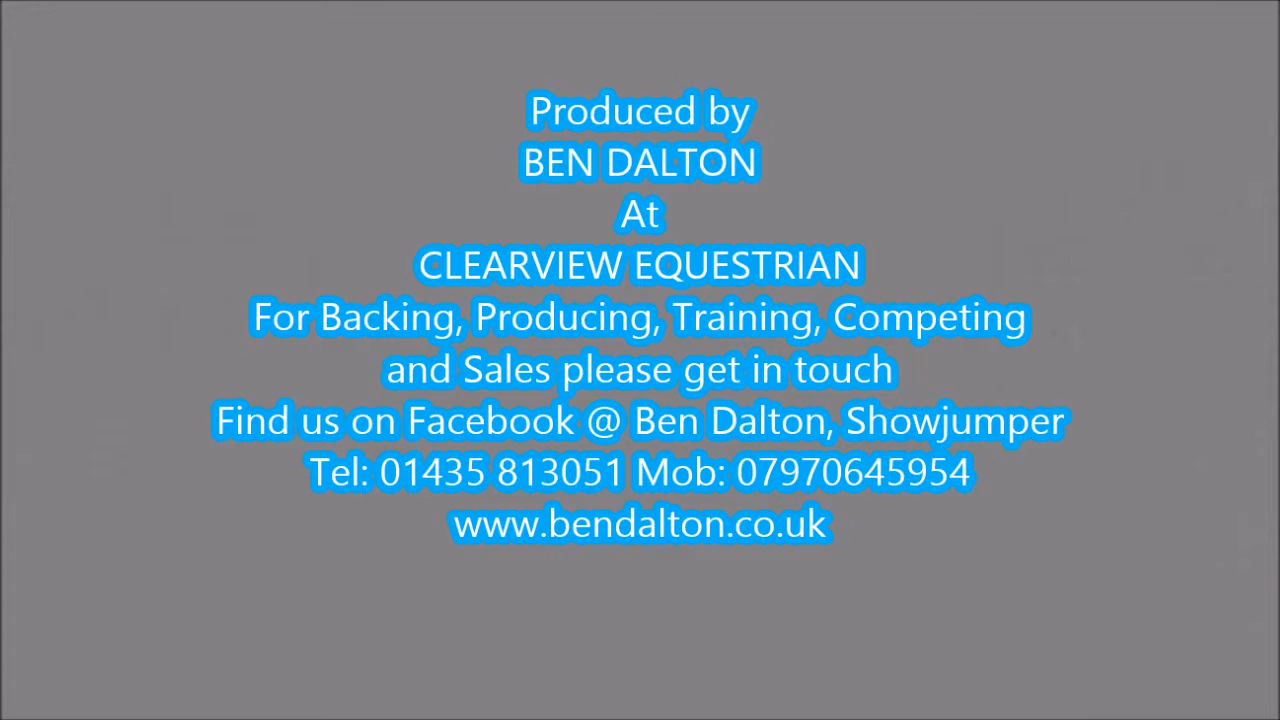 Produced by
BEN DALTON
At
CLEARVIEW EQUESTRIAN
For Backing, Producing, Training, Competing
and Sales please get in touch
Find us on Facebook @ Ben Dalton, Showjumper
Tel: 01435 813051 Mob: 07970645954
www.bendalton.co.uk